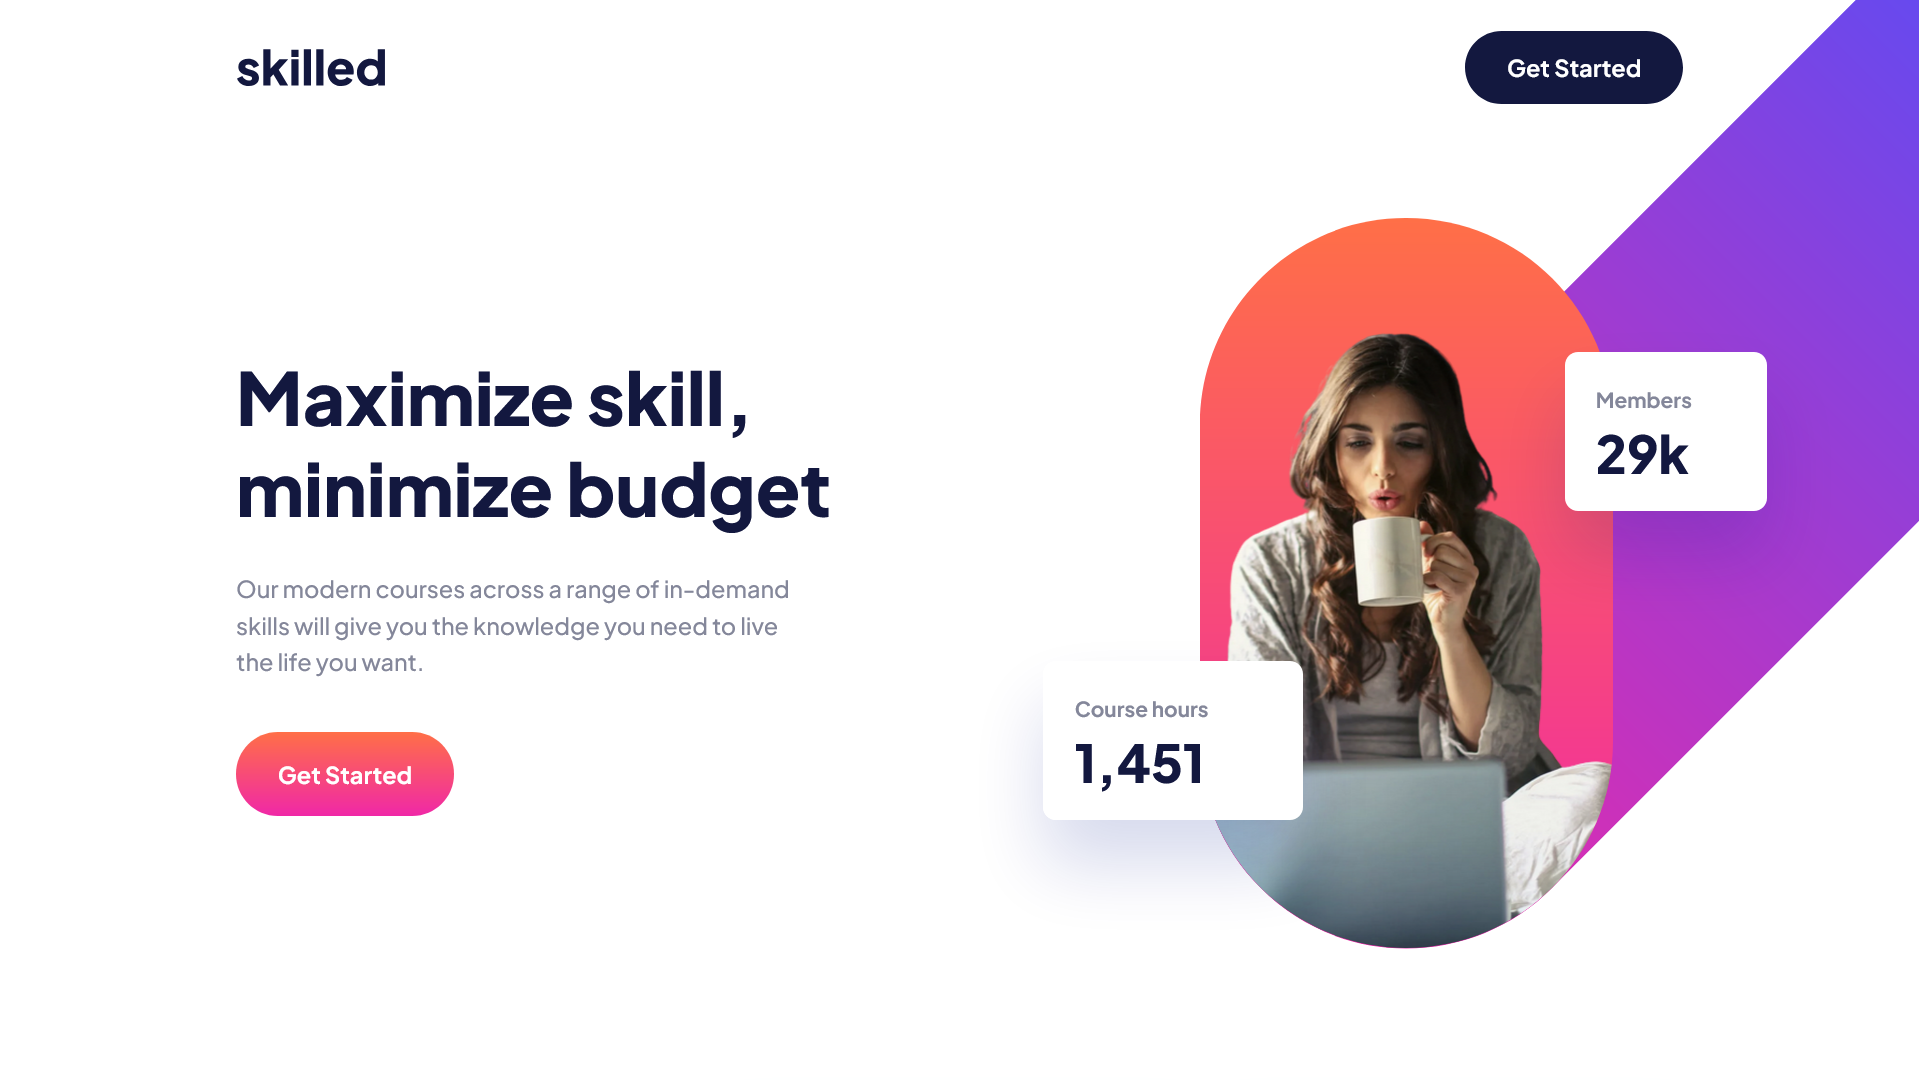 skilled
Get Started
Maximize skill,
minimize budget
Our modern courses across a range of in-demand
skills will give you the knowledge you need to live
the life you want.
Get Started
Members
29k
Course hours
1,451